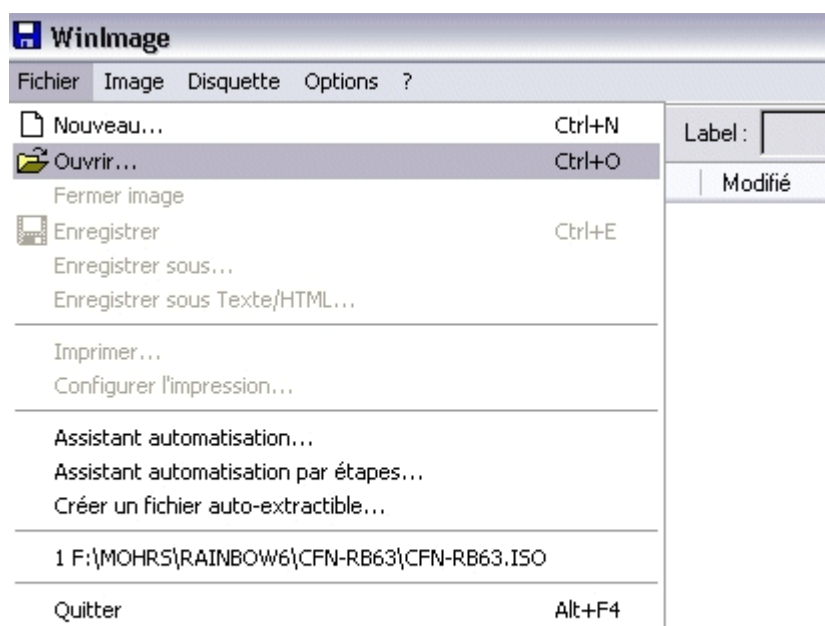 WinImage
Fichier Image Disquette Options ?
Nouveau... Ctrl+N
Label :
Ouvrir... Ctrl+O
Modifié
Fermer image
Enregistrer Ctrl+E
Enregistrer sous...
Enregistrer sous Texte/HTML...
Imprimer...
Configurer l'impression...
Assistant automatisation...
Assistant automatisation par étapes...
Créer un fichier auto-extractible...
1 F:\MOHRS\RAINBOW6\CFN-RB63\CFN-RB63.ISO
Quitter Alt+F4